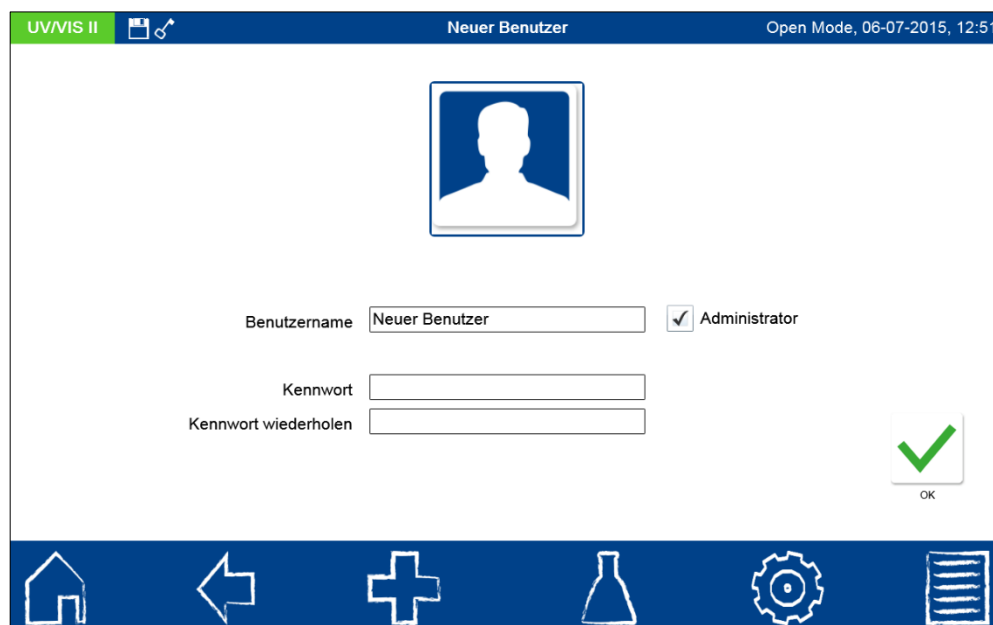 UV/VIS II Neuer Benutzer Open Mode, 06-07-2015, 12:51
Benutzername Neuer Benutzer Administrator
Kennwort
Kennwort wiederholen
OK